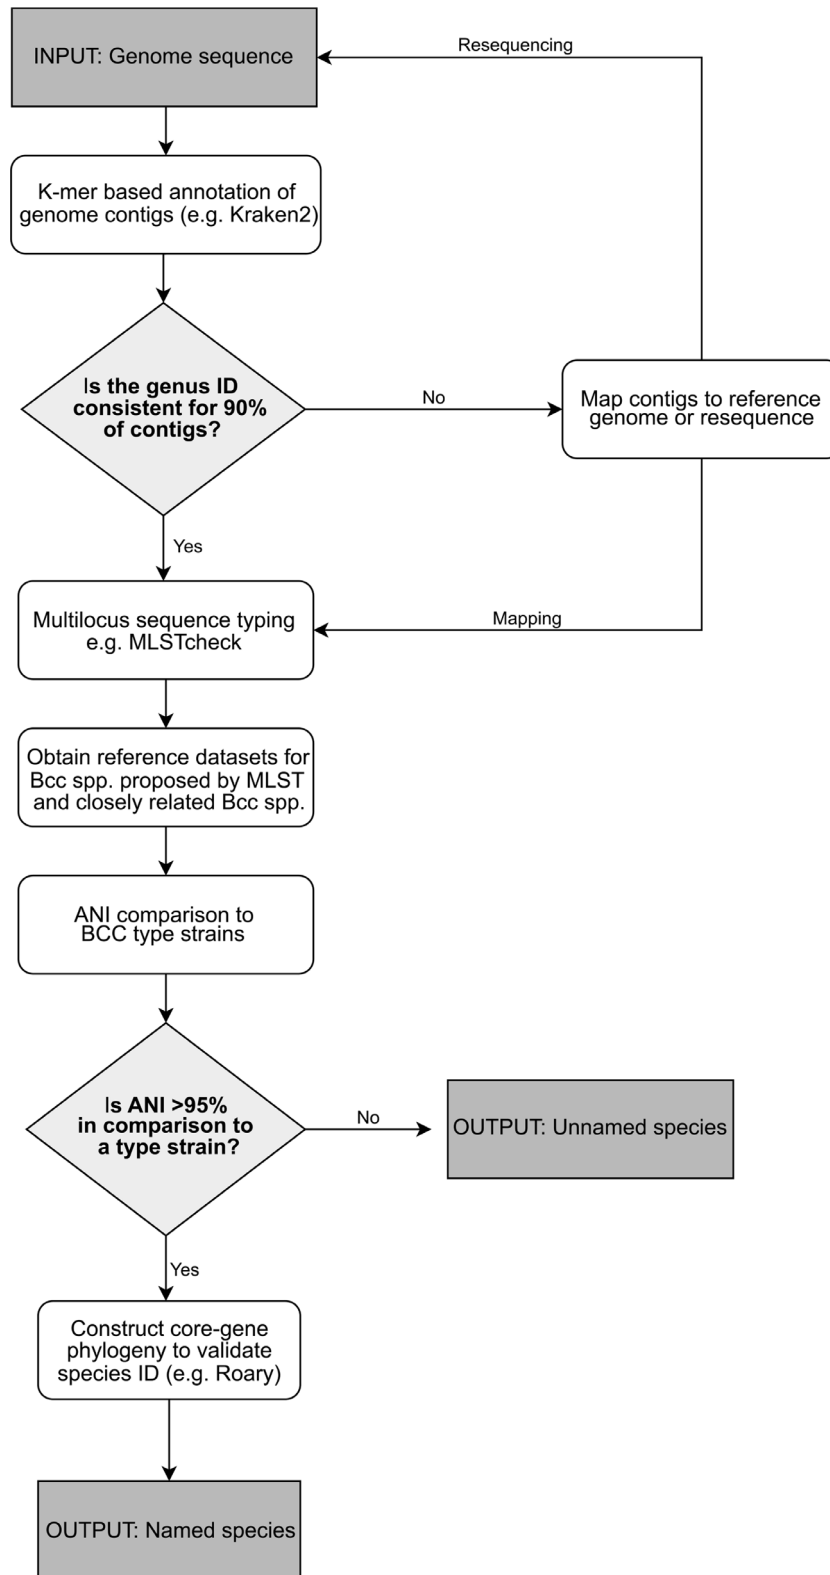 INPUT: Genome sequence
Resequencing
K-mer based annotation of
genome contigs (e.g. Kraken2)
Is the genus ID
consistent for 90%
of contigs?
No
Map contigs to reference
genome or resequence
Yes
Multilocus sequence typing
e.g. MLSTcheck
Mapping
Obtain reference datasets for
Bcc spp. proposed by MLST
and closely related Bcc spp.
ANI comparison to
BCC type strains
Is ANI >95%
in comparison to
a type strain?
No
OUTPUT: Unnamed species
Yes
Construct core-gene
phylogeny to validate
species ID (e.g. Roary)
OUTPUT: Named species